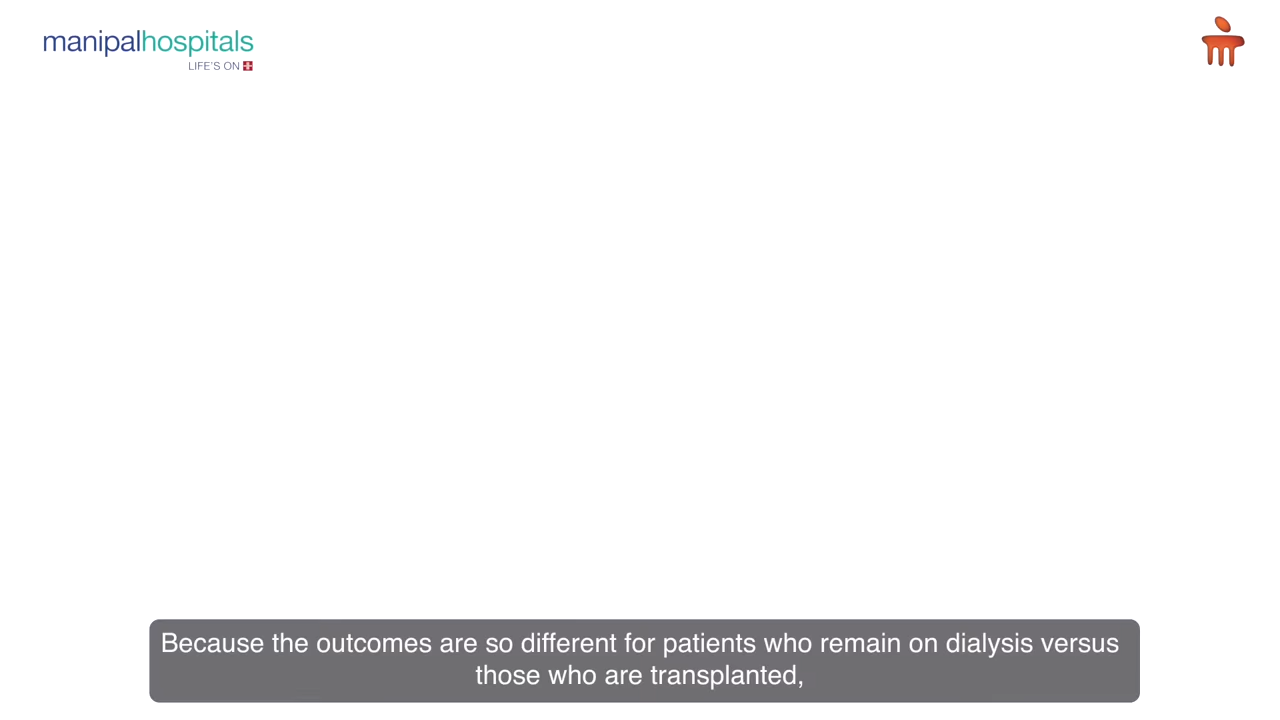 manipalhospitals
LIFE'S ON
Because the outcomes are so different for patients who remain on dialysis versus
those who are transplanted,